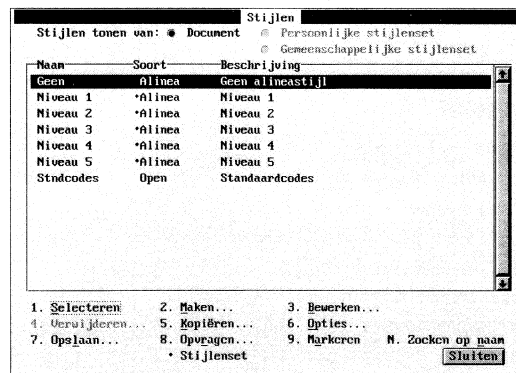 Stijlen
Stijlen tonen van: ● Document ○ Persoonlijke stijlenset
○ Gemeenschappelijke stijlenset
Naam Soort Beschrijving
Geen Alinea Geen alineastijl
Niveau 1 •Alinea Niveau 1
Niveau 2 •Alinea Niveau 2
Niveau 3 •Alinea Niveau 3
Niveau 4 •Alinea Niveau 4
Niveau 5 •Alinea Niveau 5
Stndcodes Open Standaardcodes
1. Selecteren 2. Maken... 3. Bewerken...
4. Verwijderen... 5. Kopiëren... 6. Opties...
7. Opslaan... 8. Opvragen... 9. Markeren N. Zoeken op naam
• Stijlenset Sluiten